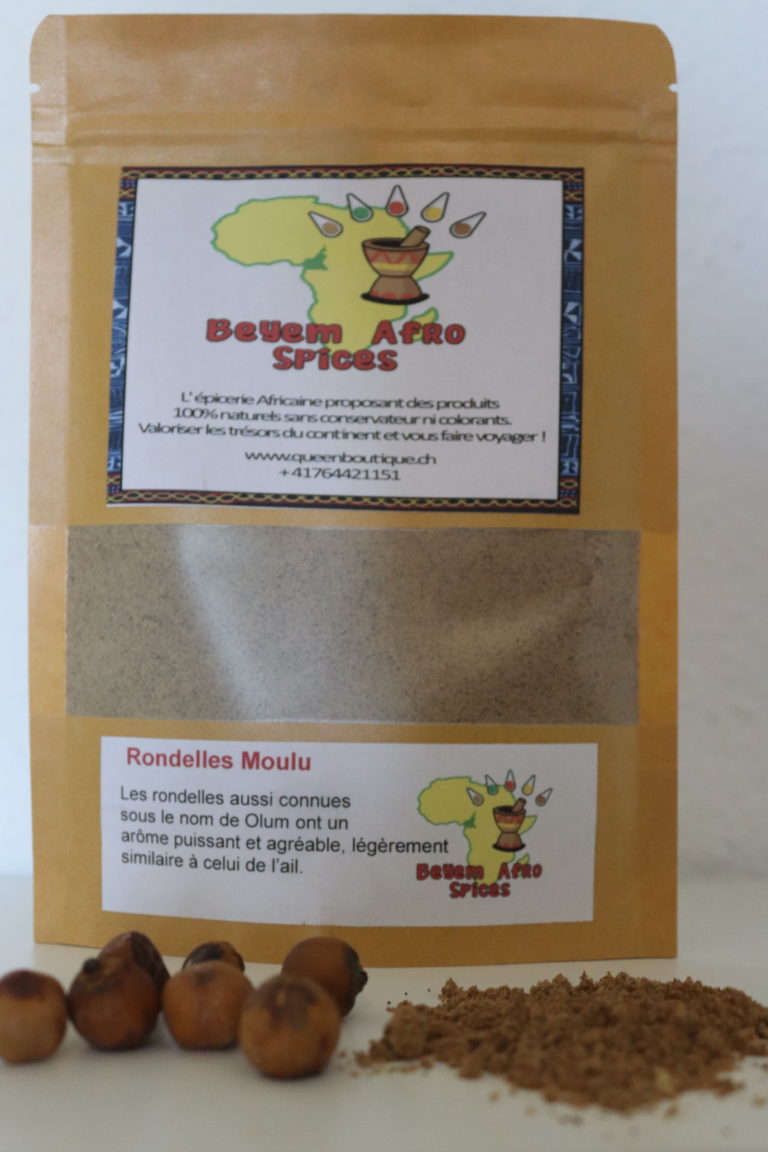 Beyem Afro
Spices
L' épicerie Africaine proposant des produits
100% naturels sans conservateur ni colorants.
Valoriser les trésors du continent et vous faire voyager !
www.queenboutique.ch
+41764421151
Rondelles Moulu
Les rondelles aussi connues
sous le nom de Olum ont un
arôme puissant et agréable, légèrement
similaire à celui de l'ail.
Beyem Afro
Spices